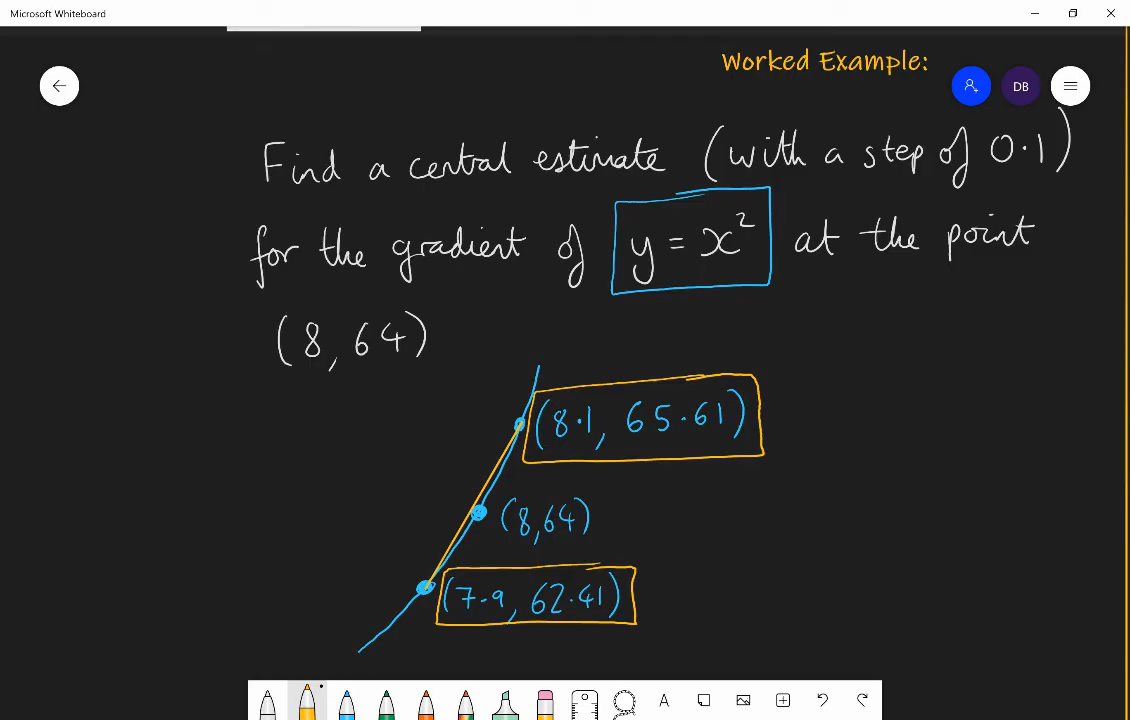 Microsoft Whiteboard
Worked Example:
DB
Find a central estimate (with a step of 0.1)
for the gradient of y = x² at the point
(8, 64)
(8.1, 65.61)
(8, 64)
(7.9, 62.41)
A